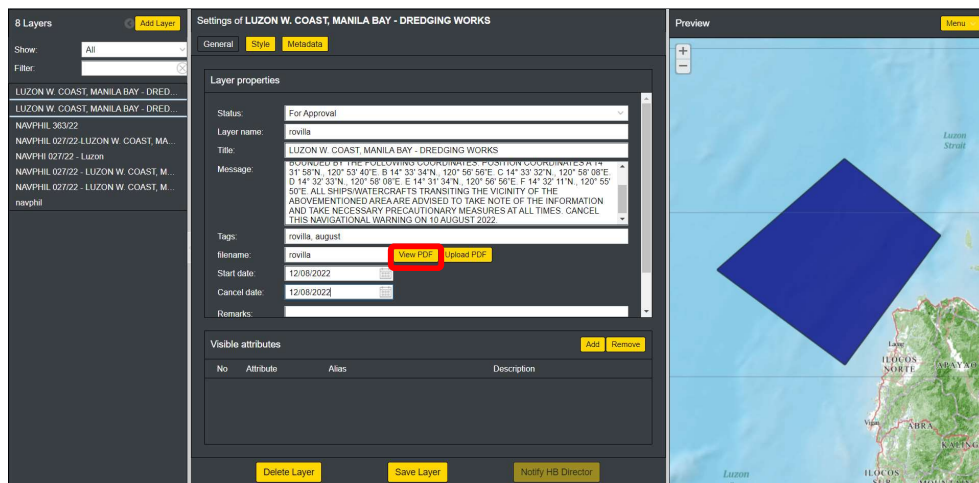 8 Layers
Add Layer
Show:
All
Filter:
LUZON W. COAST, MANILA BAY - DRED...
LUZON W. COAST, MANILA BAY - DRED...
NAVPHIL 363/22
NAVPHIL 027/22-LUZON W. COAST, MA...
NAVPHI 027/22 - Luzon
NAVPHIL 027/22 - LUZON W. COAST, M...
NAVPHIL 027/22 - LUZON W. COAST, M...
navphil
Settings of LUZON W. COAST, MANILA BAY - DREDGING WORKS
General
Style
Metadata
Layer properties
Status:
For Approval
Layer name:
rovilla
Title:
LUZON W. COAST, MANILA BAY - DREDGING WORKS
Message:
BOUNDED BY THE FOLLOWING COORDINATES: POSITION COORDINATES A 14°
31' 58"N., 120° 53' 40"E. B 14° 33' 34"N., 120° 56' 56"E. C 14° 33' 32"N., 120° 58' 08"E.
D 14° 32' 33"N., 120° 58' 08"E. E 14° 31' 34"N., 120° 56' 56"E. F 14° 32' 11"N., 120° 55'
50"E. ALL SHIPS/WATERCRAFTS TRANSITING THE VICINITY OF THE
ABOVEMENTIONED AREA ARE ADVISED TO TAKE NOTE OF THE INFORMATION
AND TAKE NECESSARY PRECAUTIONARY MEASURES AT ALL TIMES. CANCEL
THIS NAVIGATIONAL WARNING ON 10 AUGUST 2022.
Tags:
rovilla, august
filename:
rovilla
View PDF
Upload PDF
Start date:
12/08/2022
Cancel date:
12/08/2022
Remarks:
Visible attributes
Add
Remove
No Attribute Alias Description
Delete Layer
Save Layer
Notify HB Director
Preview
Menu
+
−
Luzon
Strait
Laoag
ILOCOS
NORTE
APAYAO
Vigan
ABRA
KALING
Luzon
ILOCOS
SUR
MOUNTAIN